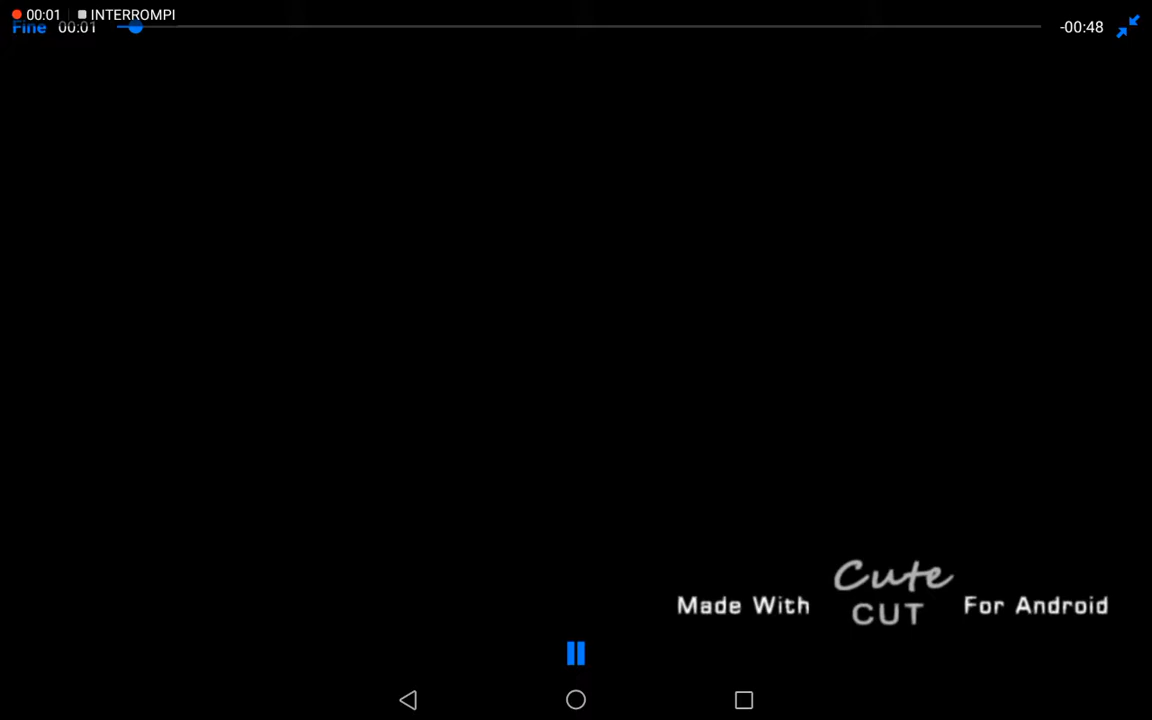 00:01 INTERROMPI
Fine 00:01 -00:48
Made With Cute CUT For Android